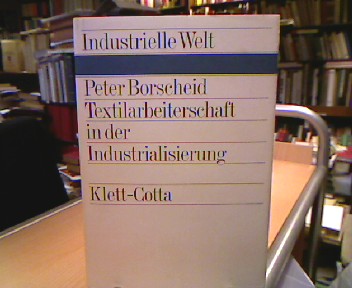 Industrielle Welt
Peter Borscheid
Textilarbeiterschaft
in der
Industrialisierung
Klett-Cotta